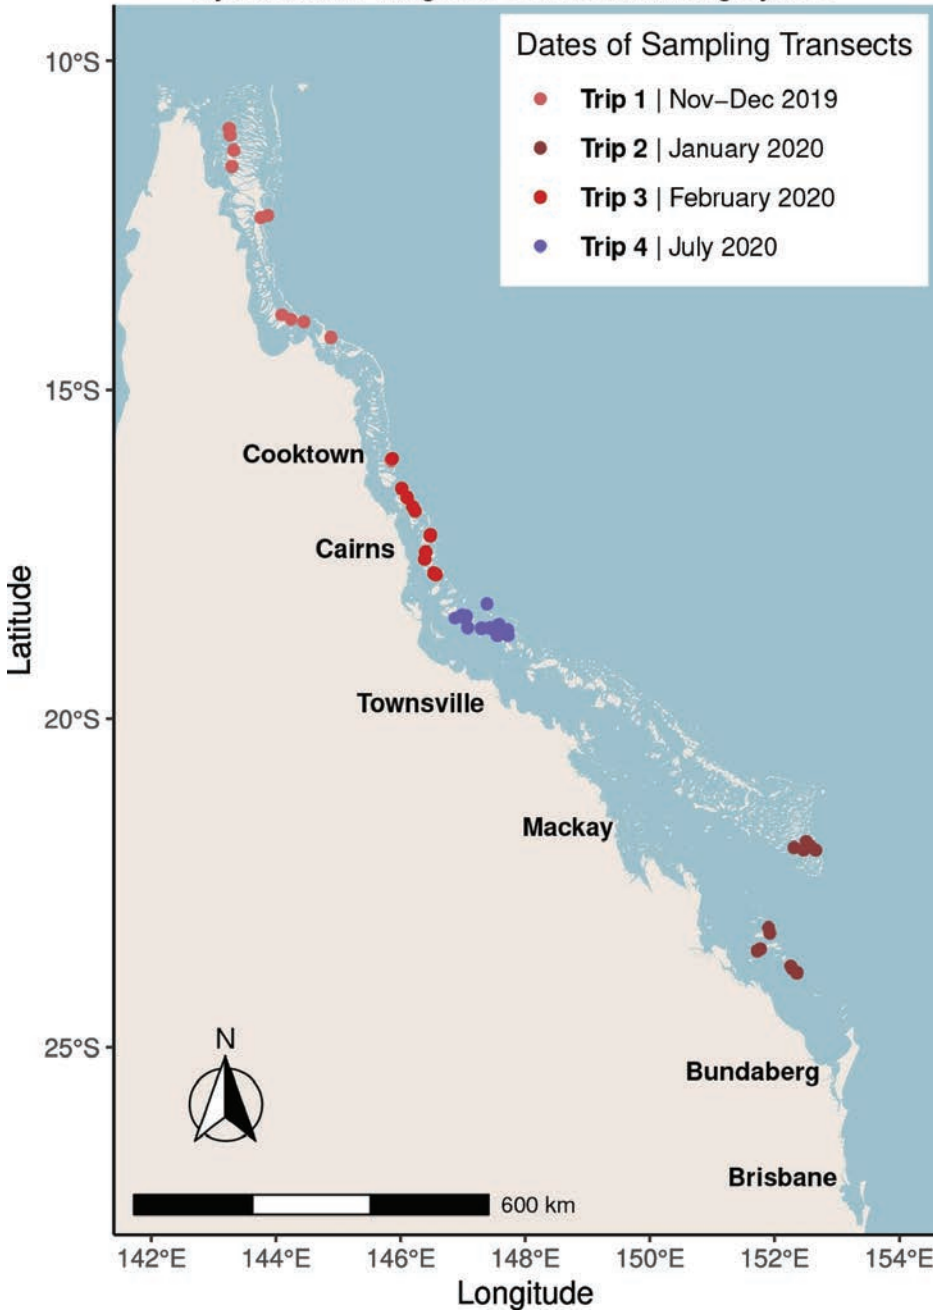 Dates of Sampling Transects
Trip 1 | Nov–Dec 2019
Trip 2 | January 2020
Trip 3 | February 2020
Trip 4 | July 2020
10°S
15°S
20°S
25°S
Latitude
Cooktown
Cairns
Townsville
Mackay
Bundaberg
Brisbane
N
600 km
142°E 144°E 146°E 148°E 150°E 152°E 154°E
Longitude